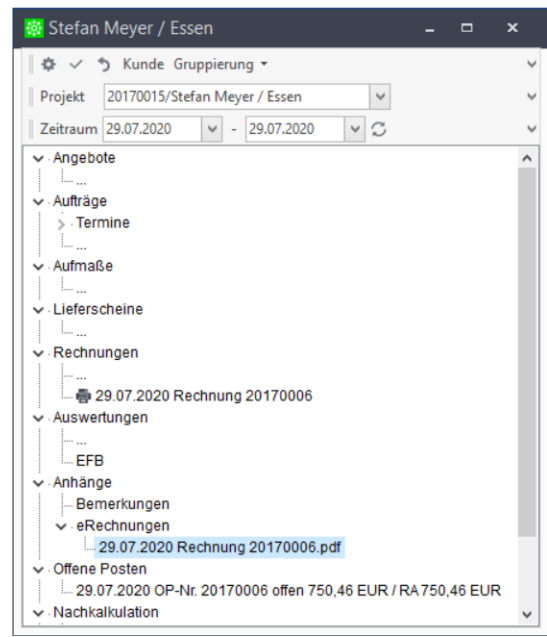 Stefan Meyer / Essen
Kunde Gruppierung
Projekt 20170015/Stefan Meyer / Essen
Zeitraum 29.07.2020 - 29.07.2020
Angebote
...
Aufträge
Termine
...
Aufmaße
...
Lieferscheine
...
Rechnungen
...
29.07.2020 Rechnung 20170006
Auswertungen
...
EFB
Anhänge
Bemerkungen
eRechnungen
29.07.2020 Rechnung 20170006.pdf
Offene Posten
29.07.2020 OP-Nr. 20170006 offen 750,46 EUR / RA750,46 EUR
Nachkalkulation